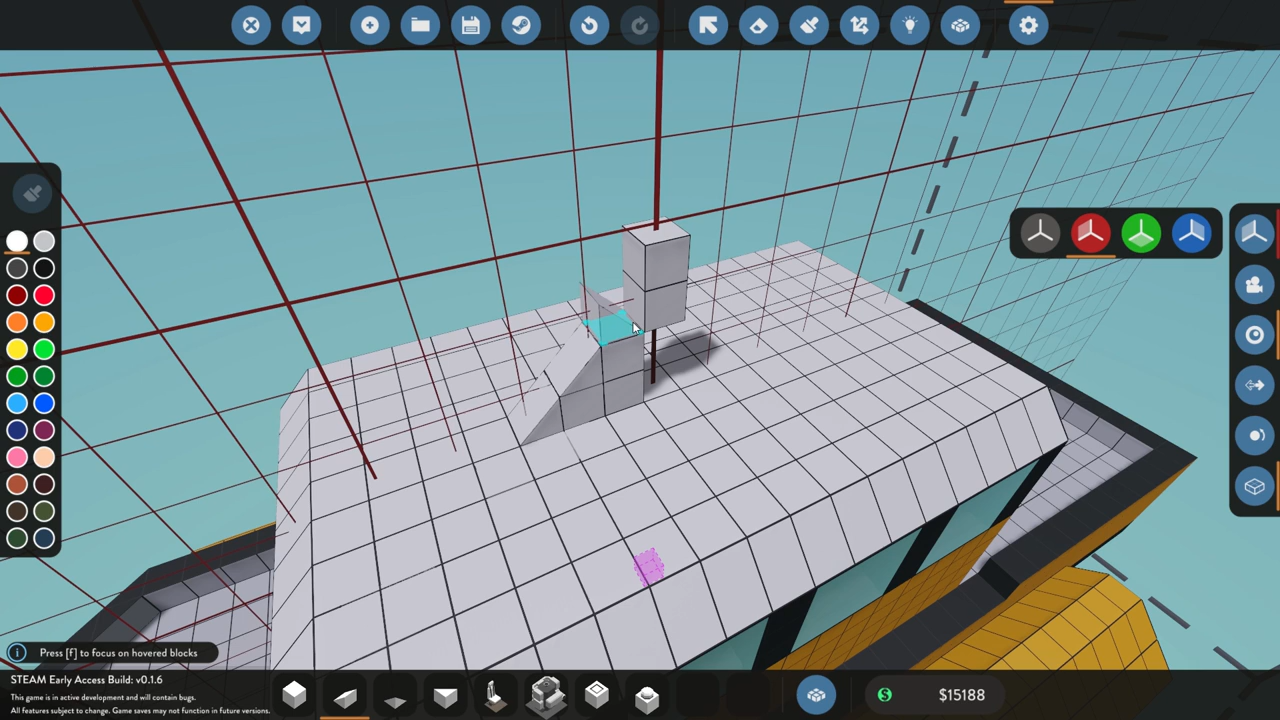 Press [f] to focus on hovered blocks
STEAM Early Access Build: v0.1.6
This game is in active development and will contain bugs.
All features subject to change. Game saves may not function in future versions.
$15188